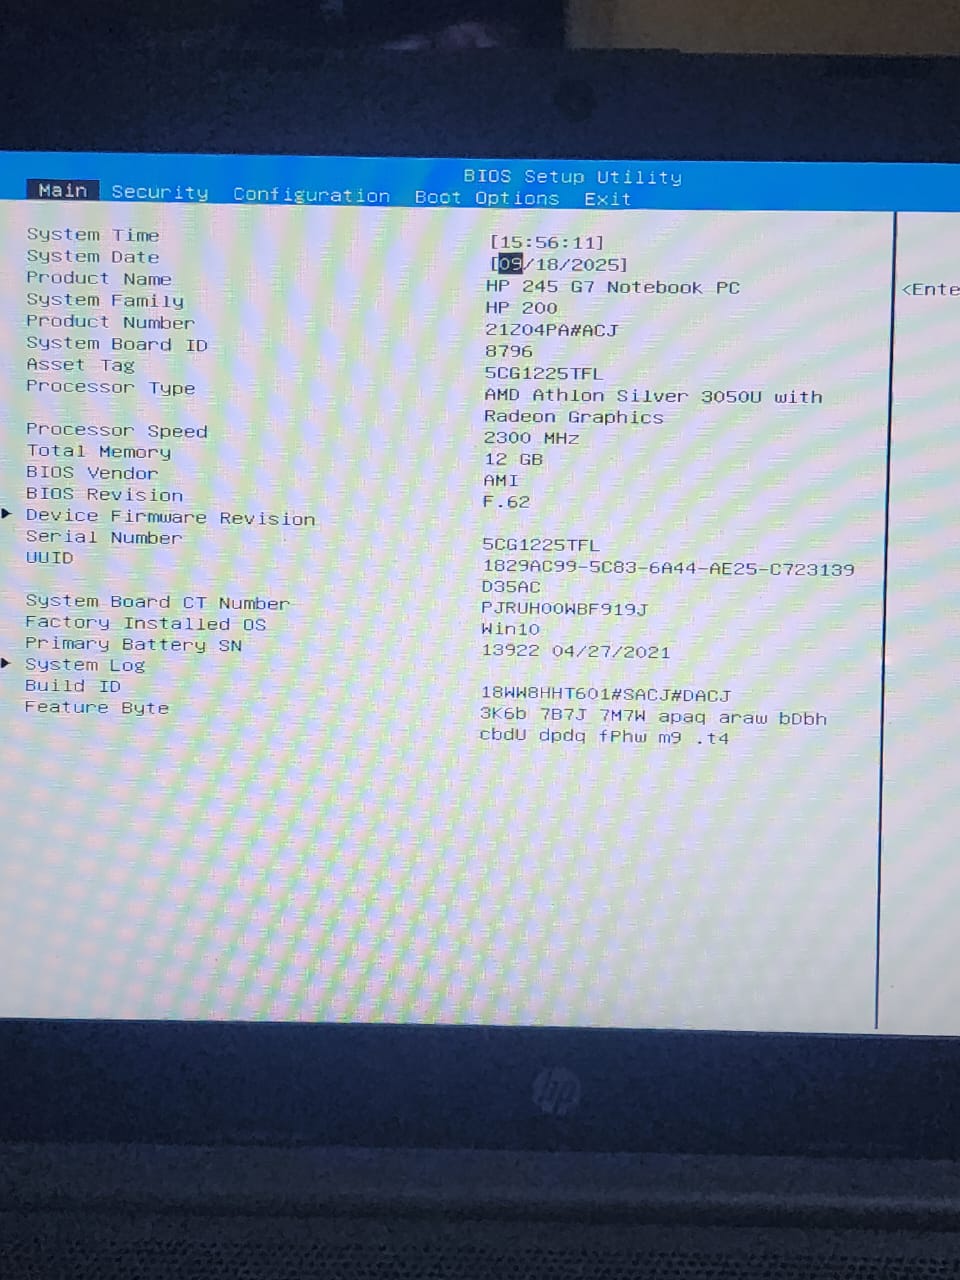 BIOS Setup Utility
Main Security Configuration Boot Options Exit
System Time [15:56:11]
System Date [09/18/2025]
Product Name HP 245 G7 Notebook PC
<Ente
System Family HP 200
Product Number 21Z04PA#ACJ
System Board ID 8796
Asset Tag 5CG1225TFL
Processor Type AMD Athlon Silver 3050U with
Radeon Graphics
Processor Speed 2300 MHz
Total Memory 12 GB
BIOS Vendor AMI
BIOS Revision F.62
Device Firmware Revision
Serial Number 5CG1225TFL
UUID 1829AC99-5C83-6A44-AE25-C723139
D35AC
System Board CT Number PJRUH00WBF919J
Factory Installed OS Win10
Primary Battery SN 13922 04/27/2021
System Log
Build ID 18WW8HHT601#SACJ#DACJ
Feature Byte 3K6b 7B7J 7M7W apaq araw bDbh
cbdU dpdq fPhw m9 .t4
hp